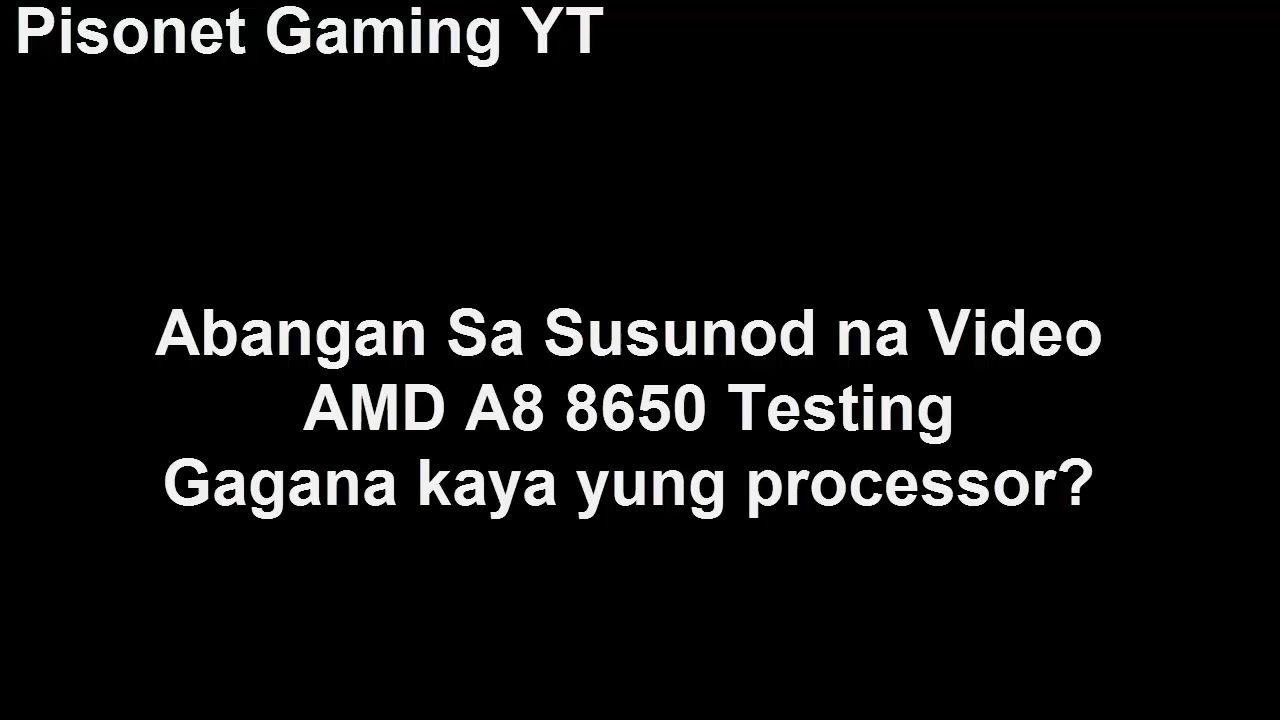 Pisonet Gaming YT
Abangan Sa Susunod na Video
AMD A8 8650 Testing
Gagana kaya yung processor?